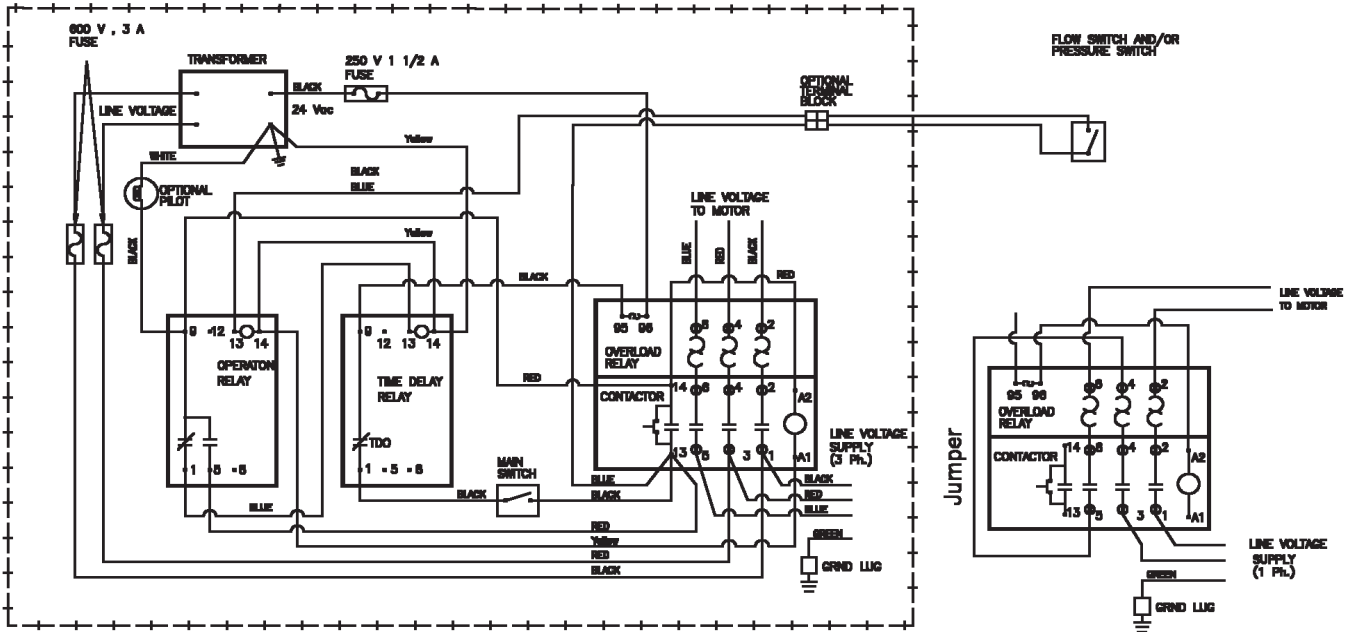 600 V , 3 A
FUSE
TRANSFORMER
250 V 1 1/2 A
FUSE
BLACK
LINE VOLTAGE
24 Vac
OPTIONAL
TERMINAL
BLOCK
FLOW SWITCH AND/OR
PRESSURE SWITCH
Yellow
WHITE
BLACK
BLUE
OPTIONAL
PILOT
LINE VOLTAGE
TO MOTOR
BLACK
Yellow
BLUE
RED
BLACK
BLACK
RED
LINE VOLTAGE
TO MOTOR
9 12 13 14
OPERATON
RELAY
1 5 6
9 12 13 14
TIME DELAY
RELAY
TDO
1 5 6
95 96 6 4 2
OVERLOAD
RELAY
RED
CONTACTOR
14 6 4 2 A2
13 5 3 1 A1
LINE VOLTAGE
SUPPLY
(3 Ph.)
MAIN
SWITCH
BLACK
BLUE
BLACK
BLACK
RED
BLUE
BLUE
RED
Yellow
RED
BLACK
GREEN
GRND LUG
Jumper
95 96 6 4 2
OVERLOAD
RELAY
CONTACTOR
14 6 4 2 A2
13 5 3 1 A1
LINE VOLTAGE
SUPPLY
(1 Ph.)
GREEN
GRND LUG